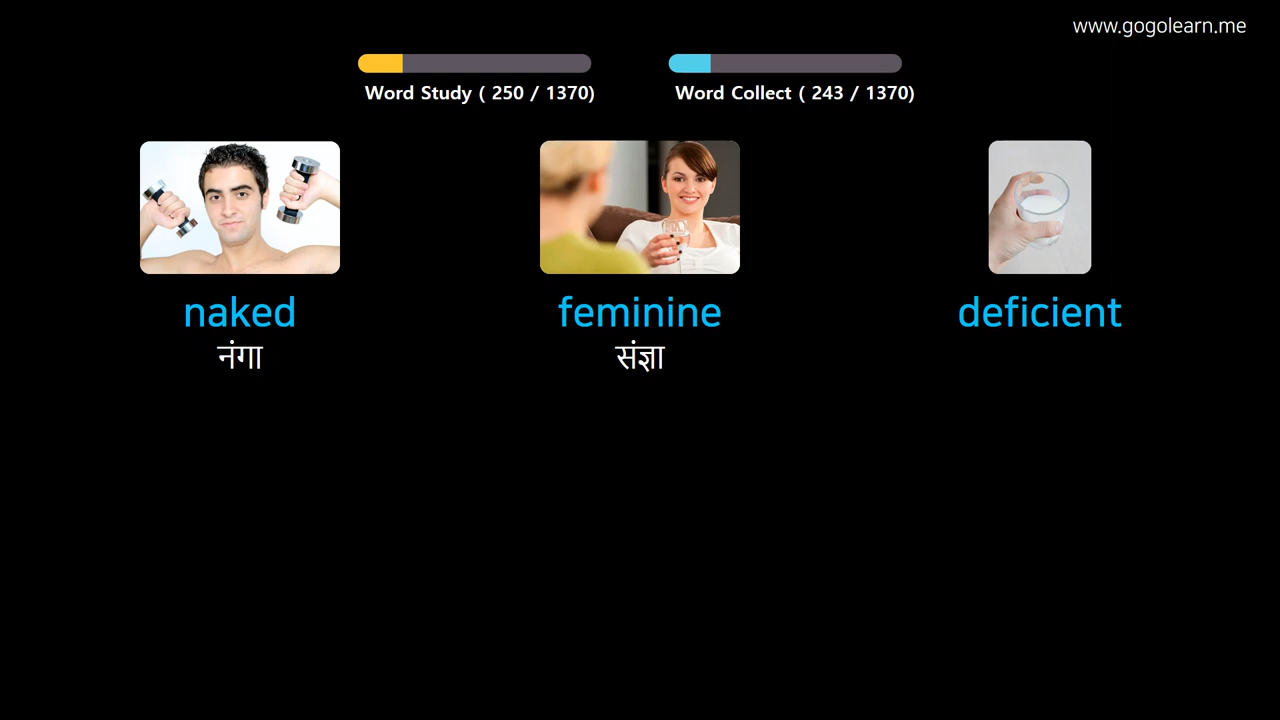 www.gogolearn.me
Word Study ( 250 / 1370)
Word Collect ( 243 / 1370)
naked
feminine
deficient
नंगा
संज्ञा